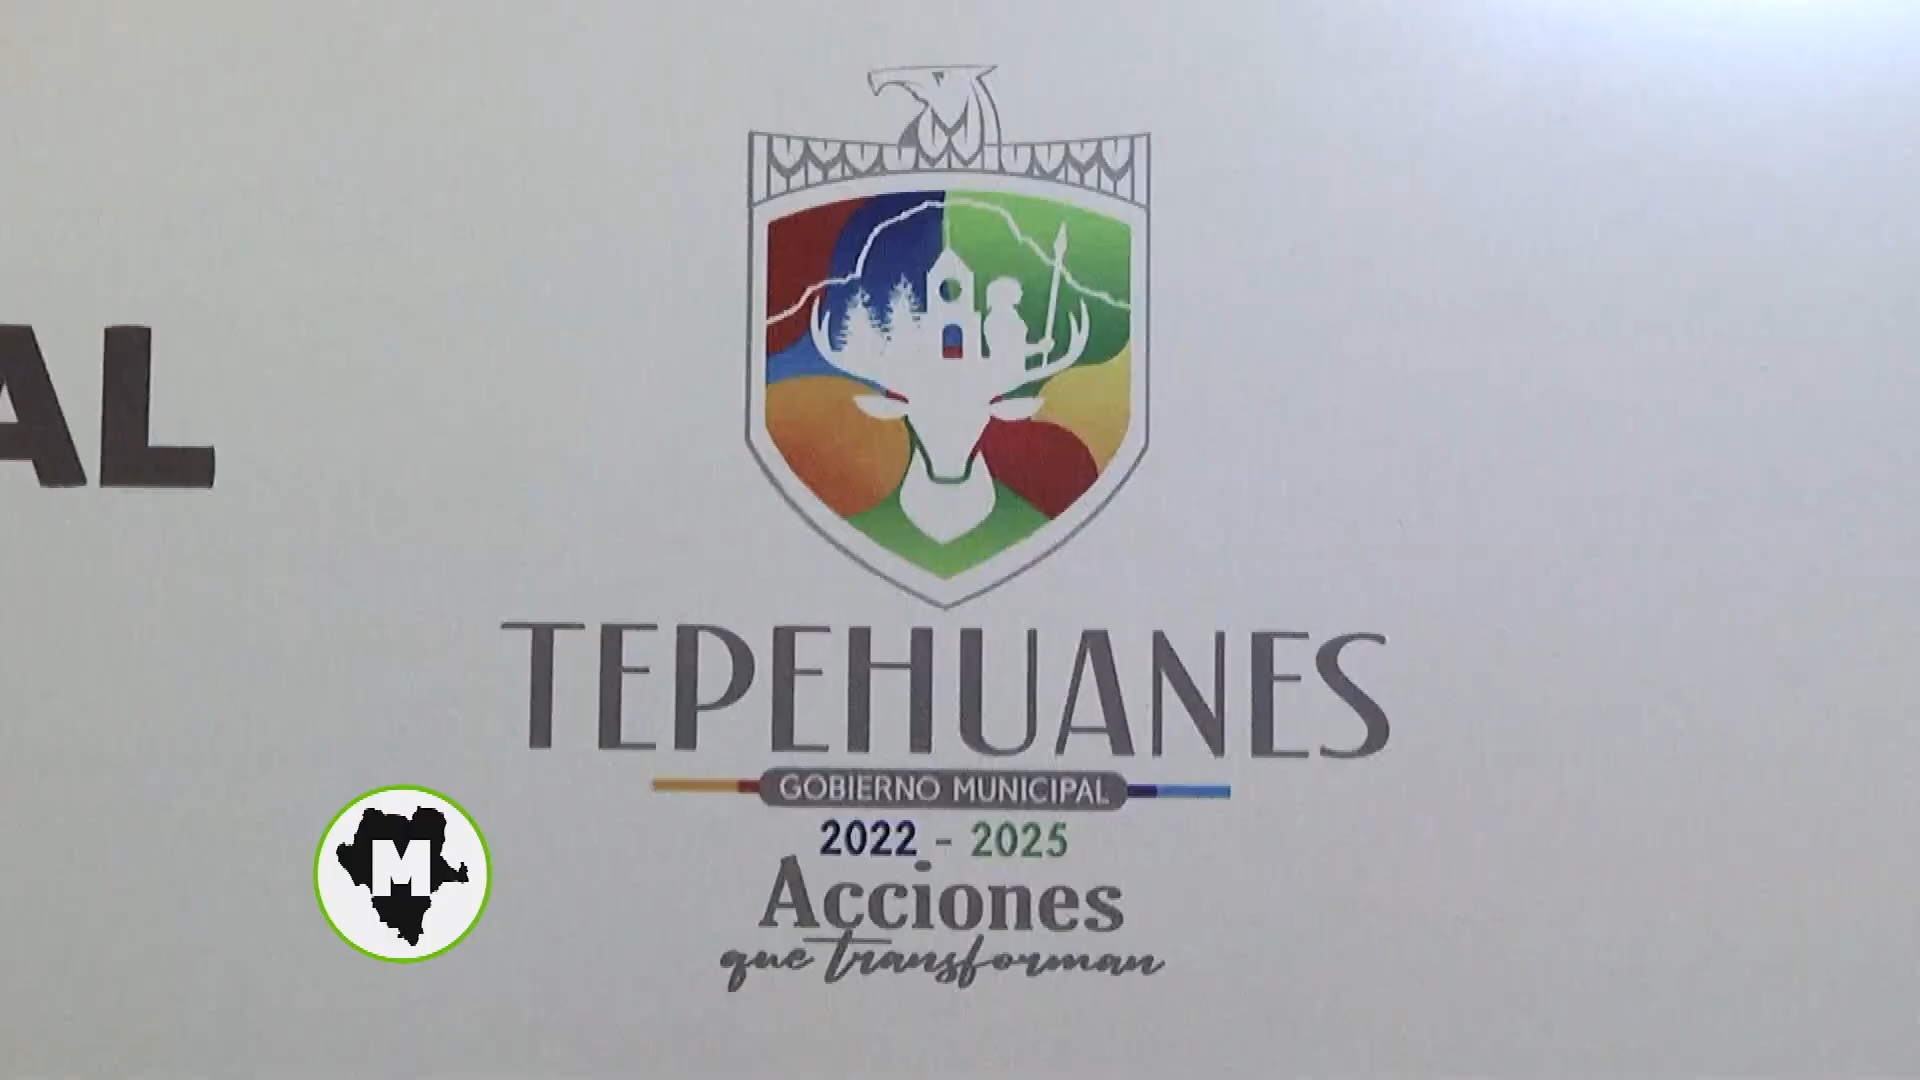 AL
TEPEHUANES
GOBIERNO MUNICIPAL
2022 - 2025
Acciones
que transforman
M